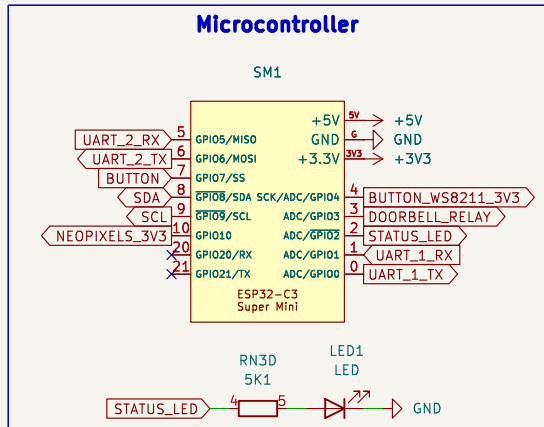 Microcontroller
SM1
5V +5V +5V
G GND GND
3V3 +3.3V +3V3
UART_2_RX 5 GPIO5/MISO
UART_2_TX 6 GPIO6/MOSI
BUTTON 7 GPIO7/SS
SDA 8 GPIO8/SDA SCK/ADC/GPIO4 4 BUTTON_WS8211_3V3
SCL 9 GPIO9/SCL ADC/GPIO3 3 DOORBELL_RELAY
NEOPIXELS_3V3 10 GPIO10 ADC/GPIO2 2 STATUS_LED
20 GPIO20/RX ADC/GPIO1 1 UART_1_RX
21 GPIO21/TX ADC/GPIO0 0 UART_1_TX
ESP32-C3
Super Mini
RN3D
5K1
LED1
LED
STATUS_LED 4 5 GND